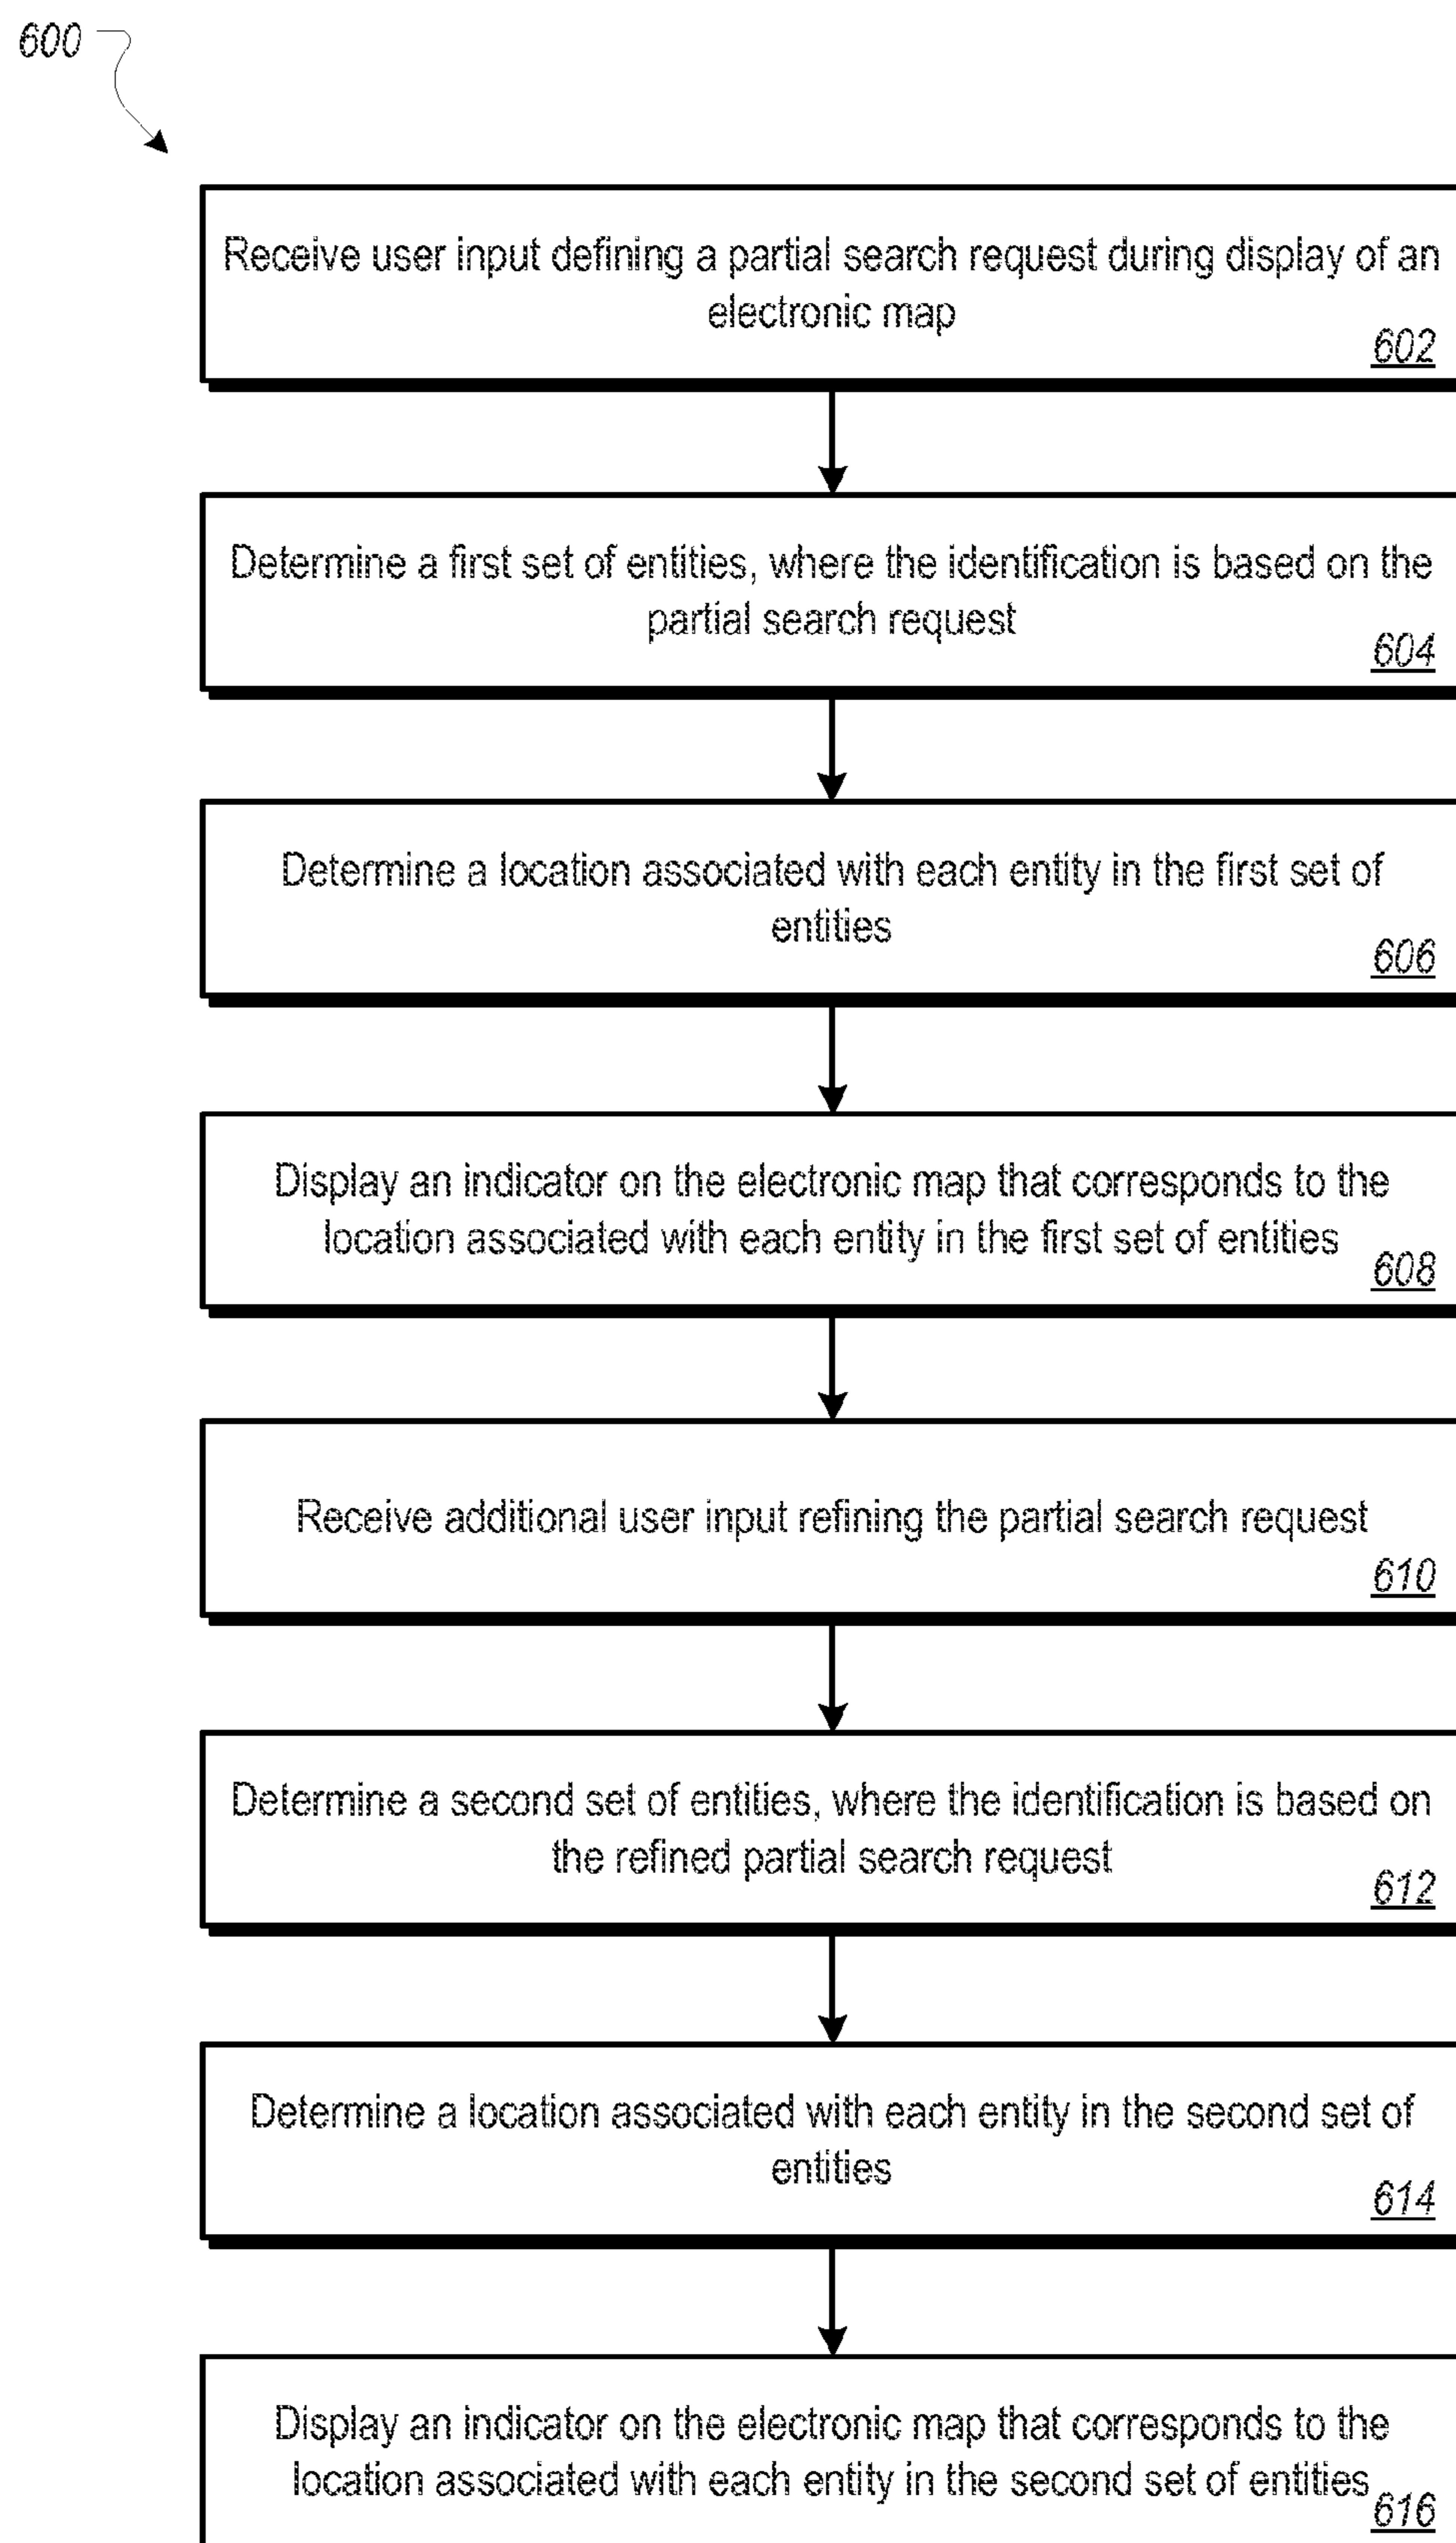 600
Receive user input defining a partial search request during display of an
electronic map
602
Determine a first set of entities, where the identification is based on the
partial search request
604
Determine a location associated with each entity in the first set of
entities
606
Display an indicator on the electronic map that corresponds to the
location associated with each entity in the first set of entities
608
Receive additional user input refining the partial search request
610
Determine a second set of entities, where the identification is based on
the refined partial search request
612
Determine a location associated with each entity in the second set of
entities
614
Display an indicator on the electronic map that corresponds to the
location associated with each entity in the second set of entities
616